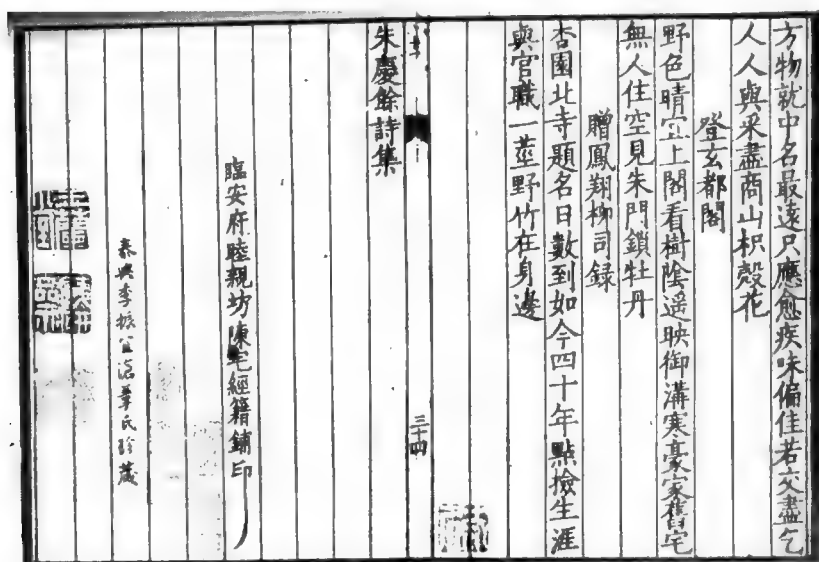 方物就中名最遠只應愈疾味偏佳若交盡乞
人人與采盡商山枳殼花
登玄都閣
野色晴宜上閣看樹陰遥映御溝寒豪家舊宅
無人住空見朱門鎖牡丹
贈鳳翔柳司録
杏園北寺題名日數到如今四十年點檢生涯
與官職一莖野竹在身邊
三十四
朱慶餘詩集
臨安府睦親坊陳宅經籍鋪印
泰興李振宜滄葦氏珍藏